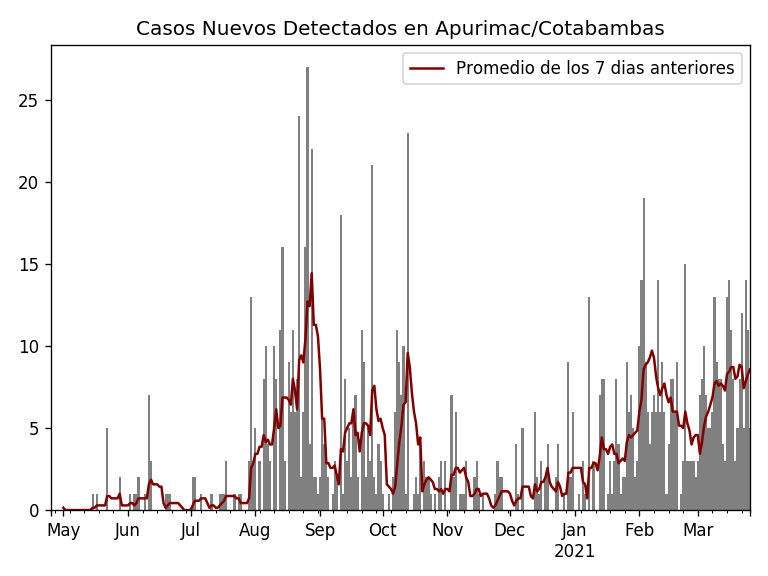 Casos Nuevos Detectados en Apurimac/Cotabambas
Promedio de los 7 dias anteriores
25
20
15
10
5
0
May Jun Jul Aug Sep Oct Nov Dec Jan Feb Mar
2021